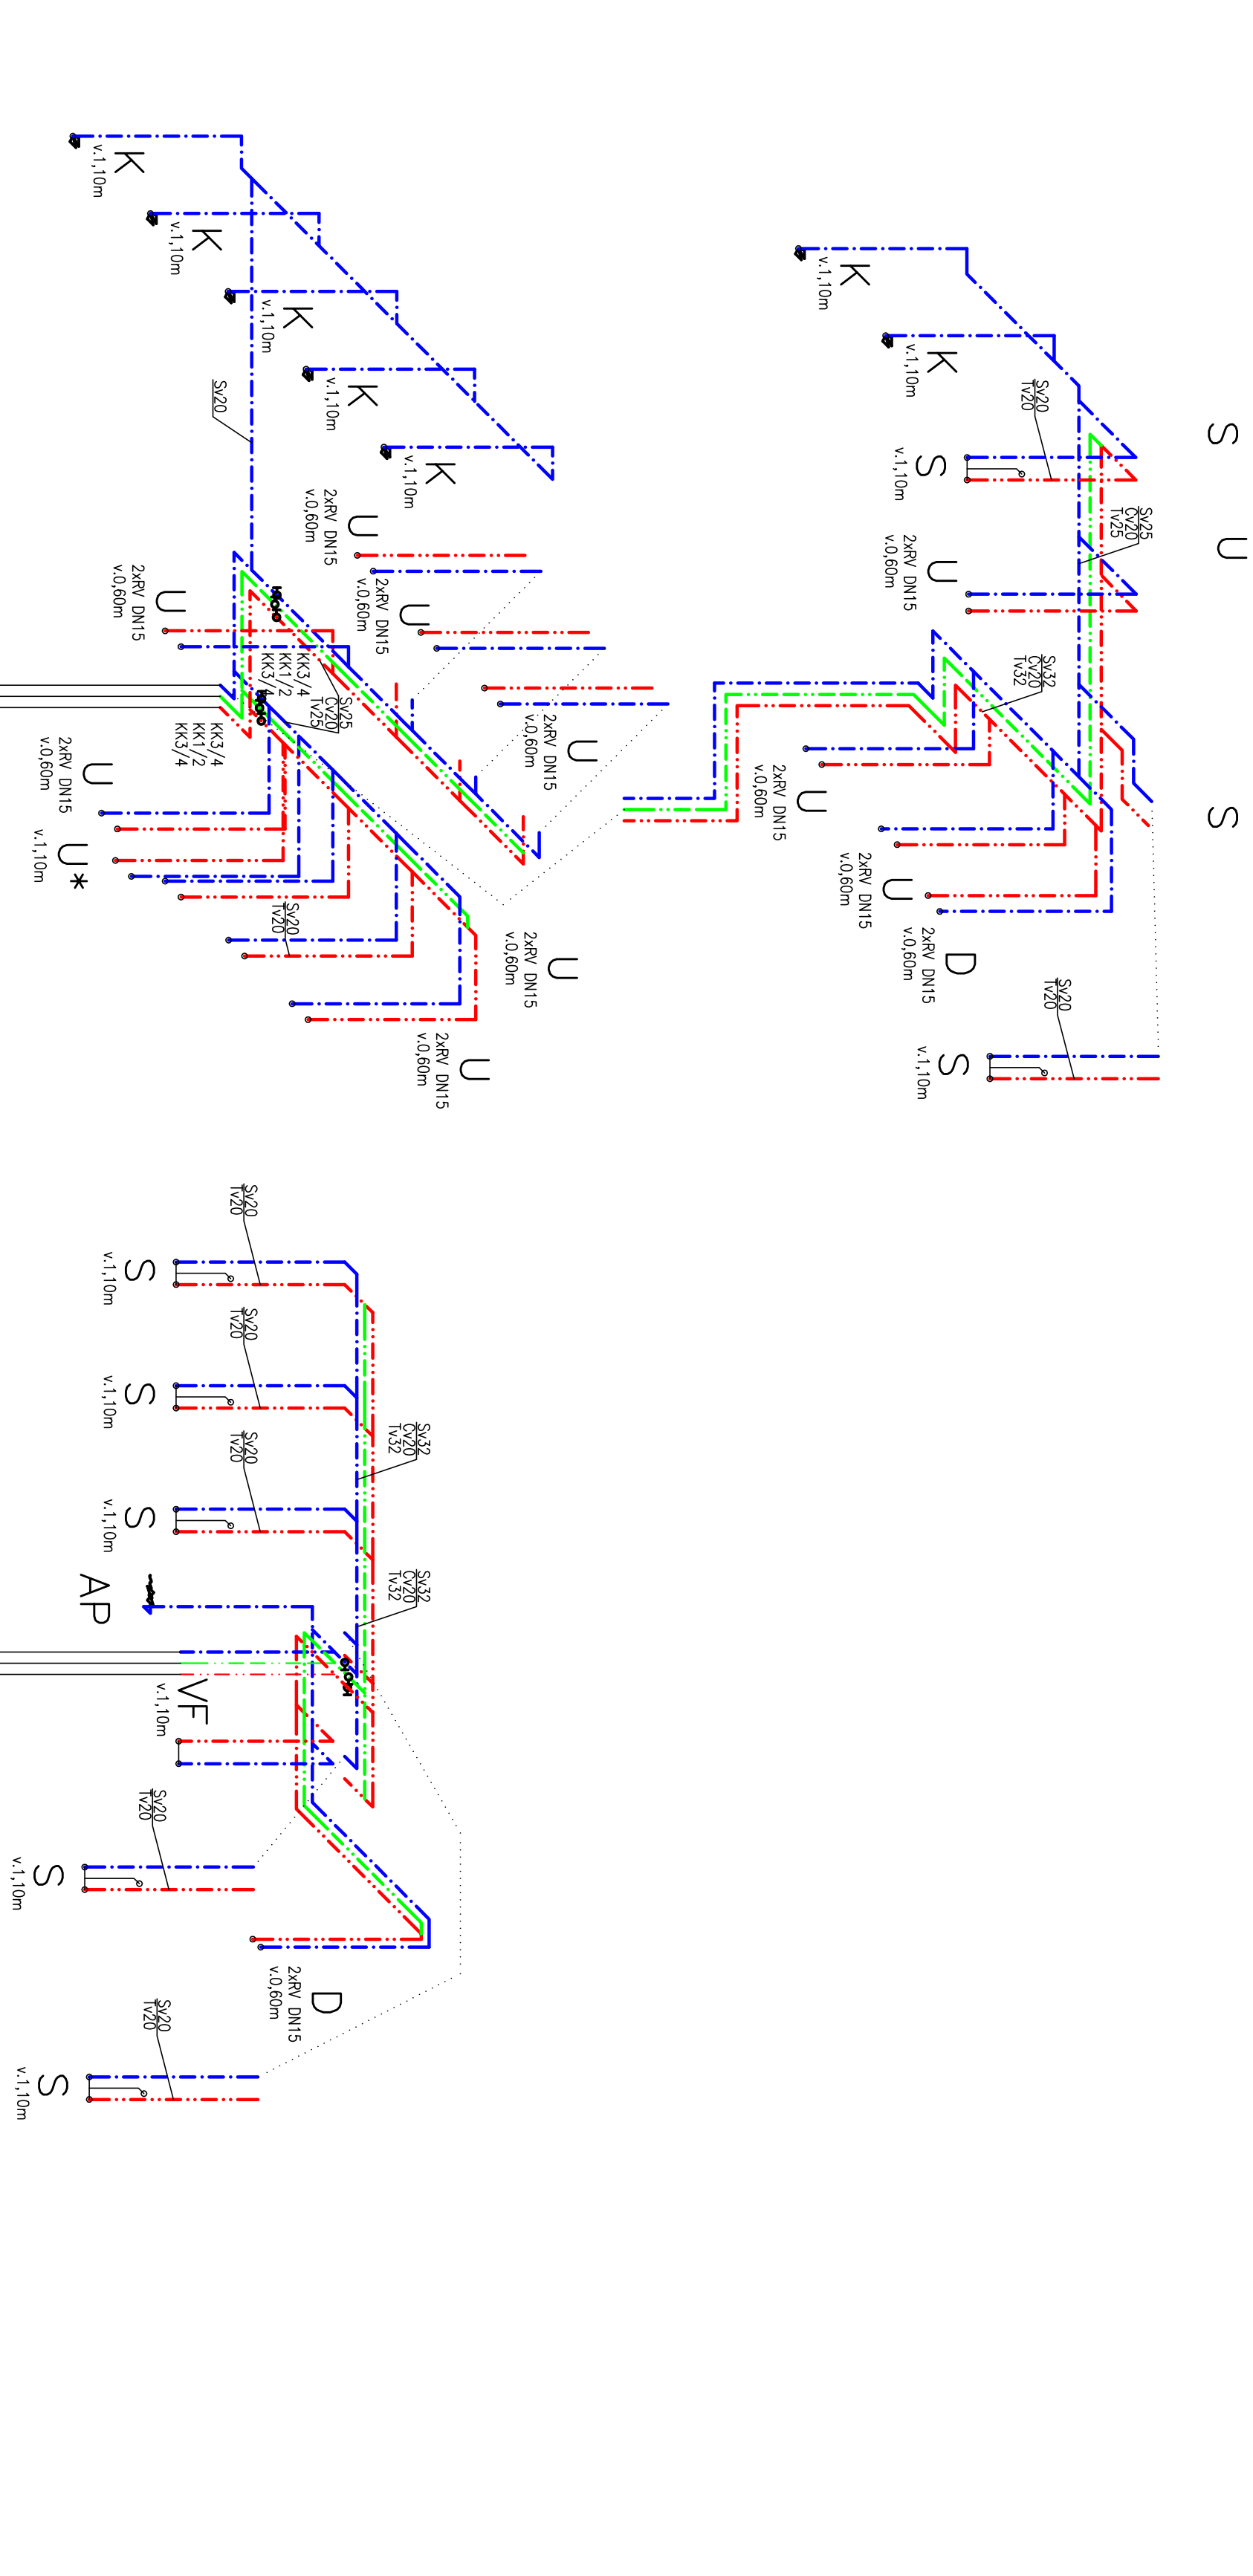 S
U
S
Sv25
Cv20
Tv25
Sv20
Tv20
K
v.1,10m
K
v.1,10m
S
v.1,10m
U
2xRV DN15
v.0,60m
Sv32
Cv20
Tv32
Sv20
Tv20
D
2xRV DN15
v.0,60m
S
v.1,10m
U
2xRV DN15
v.0,60m
U
2xRV DN15
v.0,60m
K
v.1,10m
K
v.1,10m
K
v.1,10m
K
v.1,10m
K
v.1,10m
Sv20
U
2xRV DN15
v.0,60m
U
2xRV DN15
v.0,60m
U
2xRV DN15
v.0,60m
U
2xRV DN15
v.0,60m
Sv25
Cv20
Tv25
KK3/4
KK1/2
KK3/4
KK3/4
KK1/2
KK3/4
U
2xRV DN15
v.0,60m
U*
v.1,10m
Sv20
Tv20
U
2xRV DN15
v.0,60m
U
2xRV DN15
v.0,60m
Sv32
Cv20
Tv32
Sv32
Cv20
Tv32
Sv20
Tv20
Sv20
Tv20
Sv20
Tv20
S
v.1,10m
S
v.1,10m
S
v.1,10m
AP
VF
v.1,10m
D
2xRV DN15
v.0,60m
Sv20
Tv20
S
v.1,10m
Sv20
Tv20
S
v.1,10m